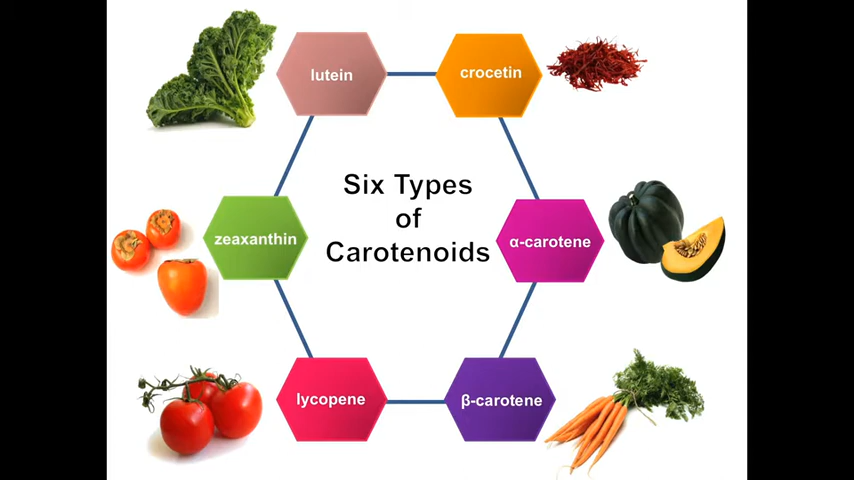 lutein
crocetin
Six Types
of
Carotenoids
zeaxanthin
α-carotene
lycopene
β-carotene